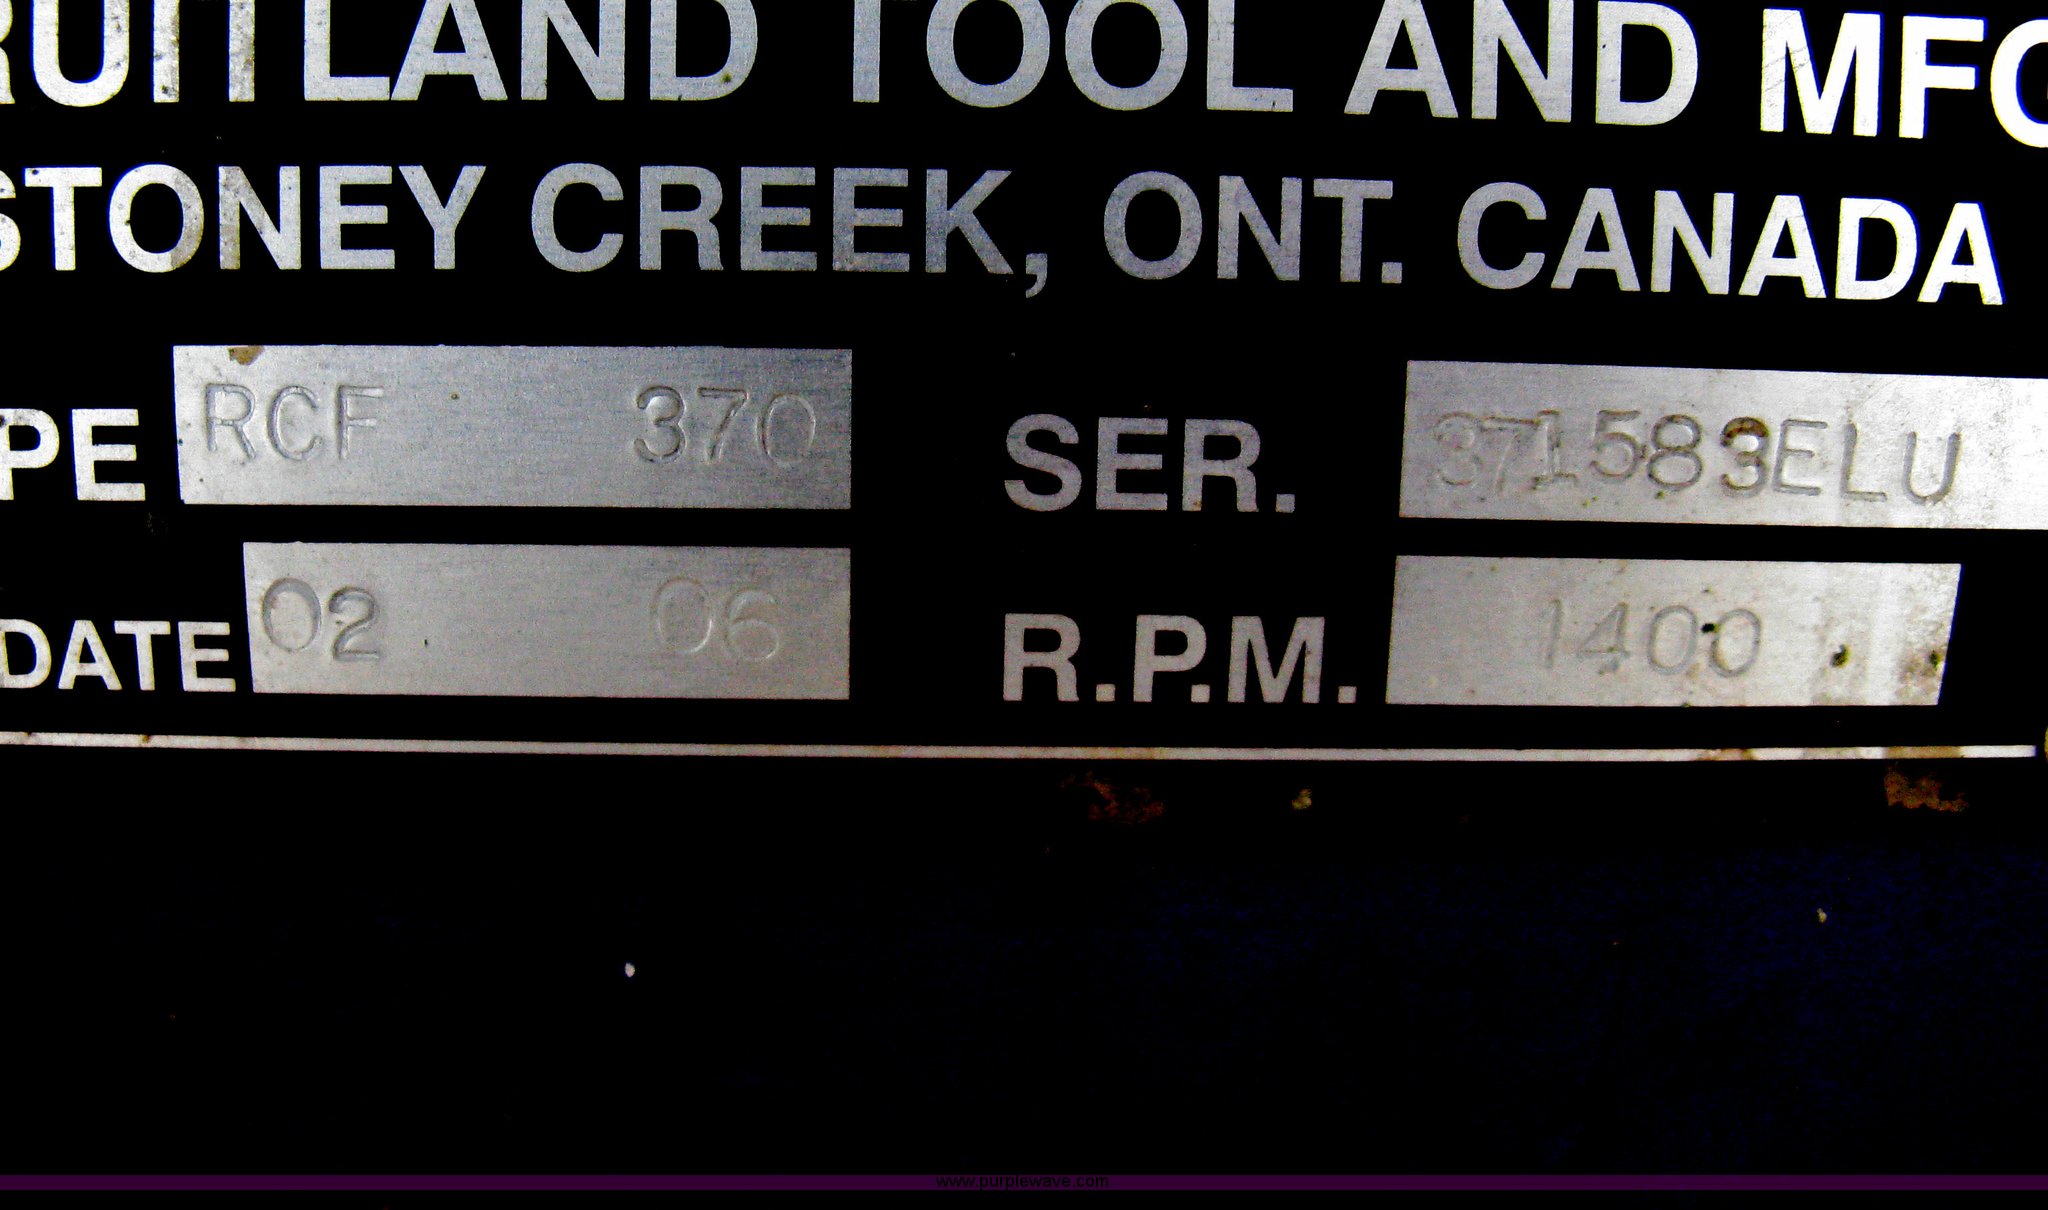 RUITLAND TOOL AND MFG
STONEY CREEK, ONT. CANADA
PE RCF 370 SER. 371583ELU
DATE 02 06 R.P.M. 1400
www.purplewave.com